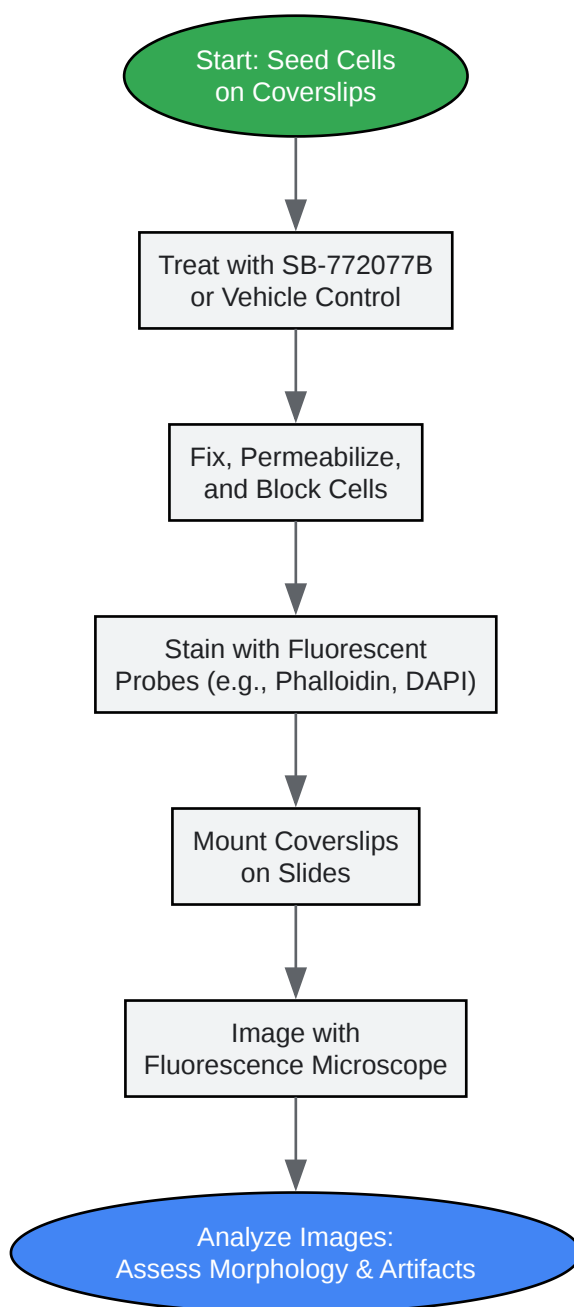 Start: Seed Cells
on Coverslips
Treat with SB-772077B
or Vehicle Control
Fix, Permeabilize,
and Block Cells
Stain with Fluorescent
Probes (e.g., Phalloidin, DAPI)
Mount Coverslips
on Slides
Image with
Fluorescence Microscope
Analyze Images:
Assess Morphology & Artifacts